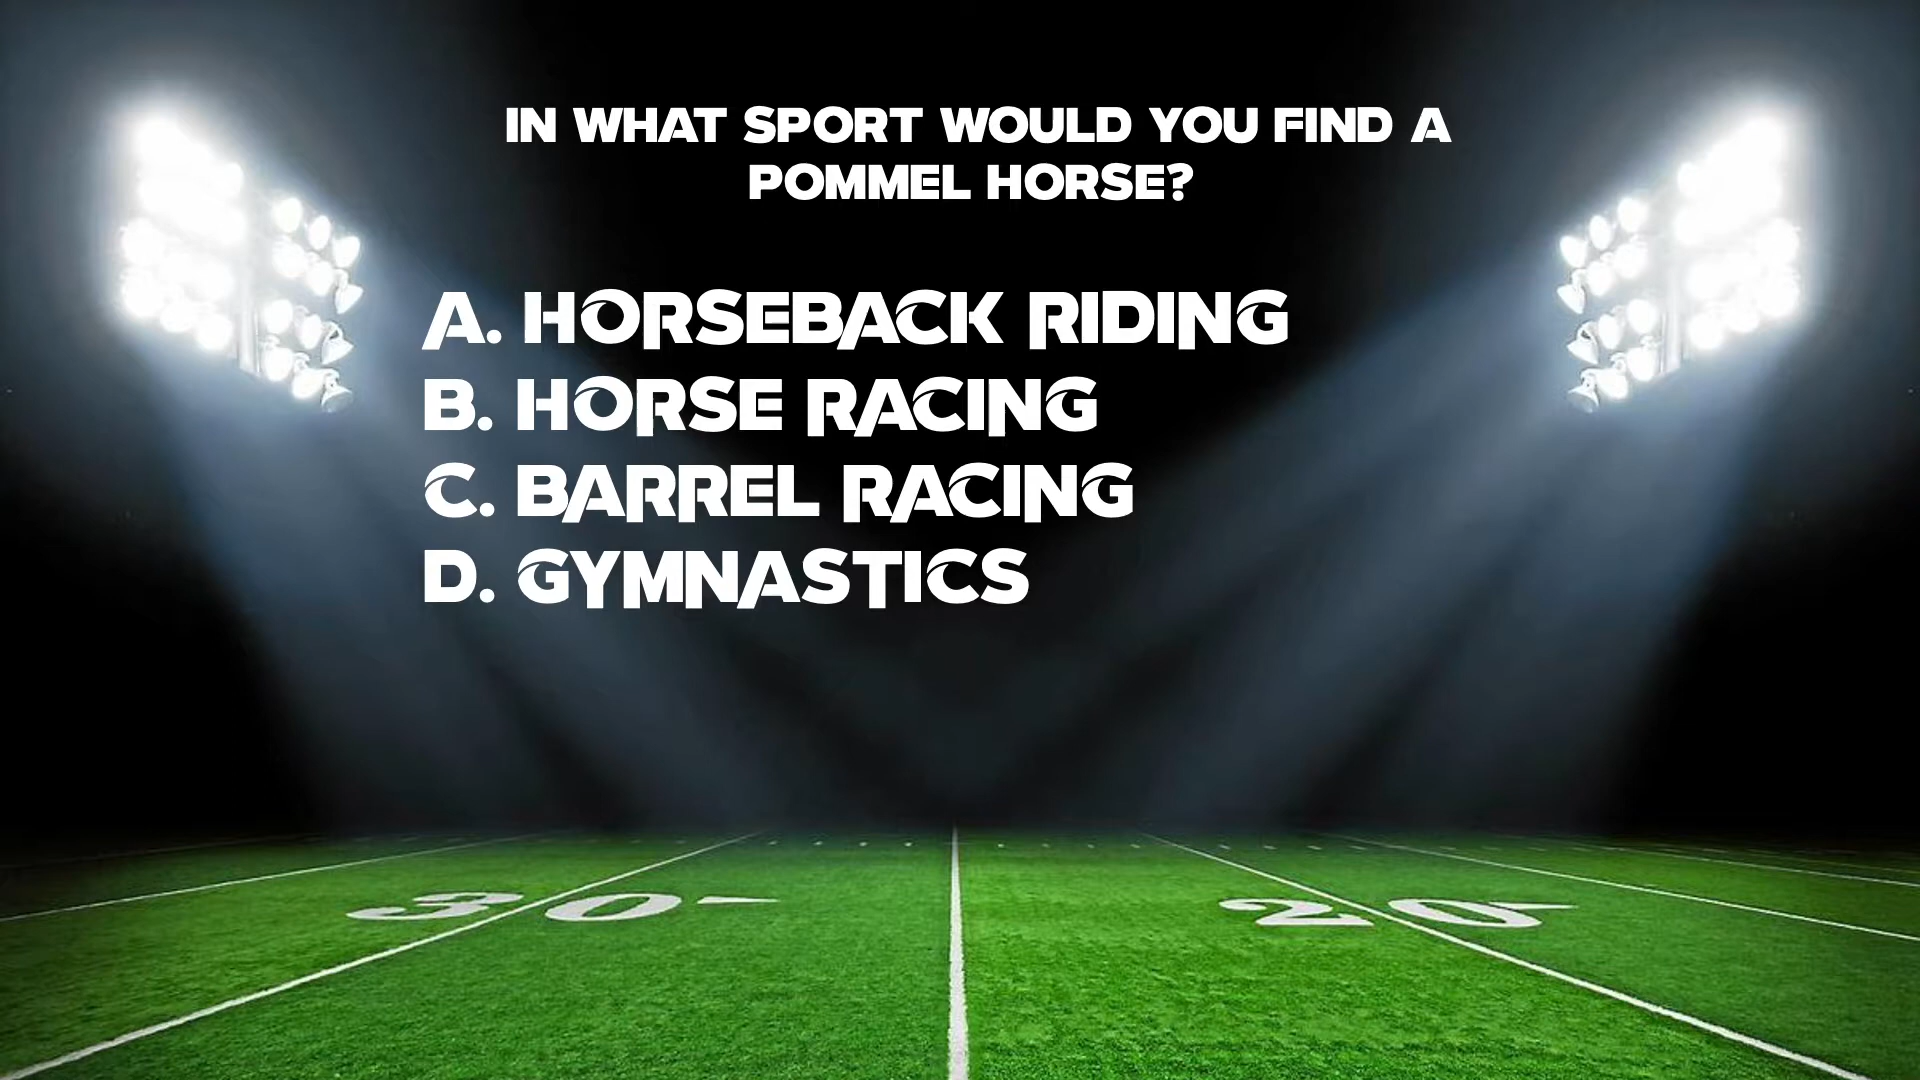 IN WHAT SPORT WOULD YOU FIND A
POMMEL HORSE?
A. HORSEBACK RIDING
B. HORSE RACING
C. BARREL RACING
D. GYMNASTICS
30 20